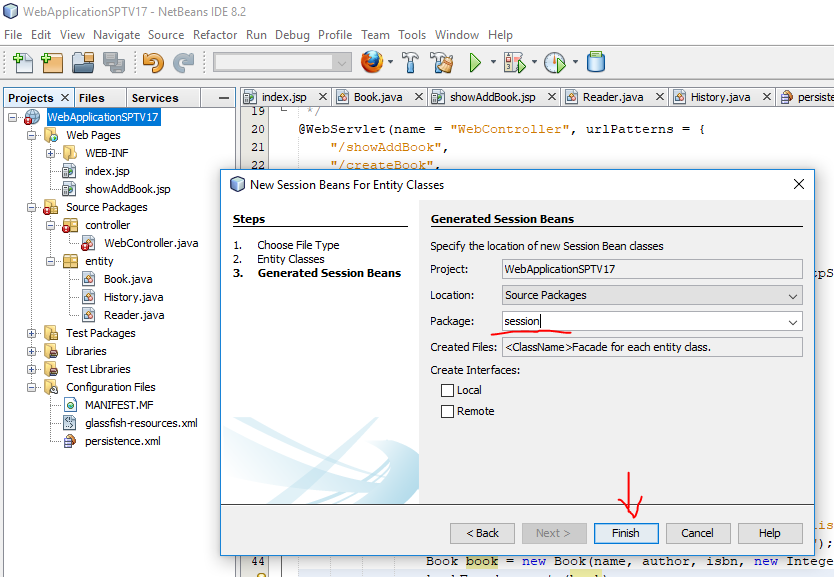 WebApplicationSPTV17 - NetBeans IDE 8.2
File Edit View Navigate Source Refactor Run Debug Profile Team Tools Window Help
Projects Files Services
index.jsp Book.java showAddBook.jsp Reader.java History.java persiste
WebApplicationSPTV17
Web Pages
WEB-INF
index.jsp
showAddBook.jsp
Source Packages
controller
WebController.java
entity
Book.java
History.java
Reader.java
Test Packages
Libraries
Test Libraries
Configuration Files
MANIFEST.MF
glassfish-resources.xml
persistence.xml
19 */
20 @WebServlet(name = "WebController", urlPatterns = {
21 "/showAddBook",
22 "/createBook",
New Session Beans For Entity Classes
Steps
1. Choose File Type
2. Entity Classes
3. Generated Session Beans
Generated Session Beans
Specify the location of new Session Bean classes
Project: WebApplicationSPTV17
Location: Source Packages
Package: session
Created Files: <ClassName>Facade for each entity class.
Create Interfaces:
Local
Remote
< Back Next > Finish Cancel Help
tpS
lis
");
44 Book book = new Book(name, author, isbn, new Intege